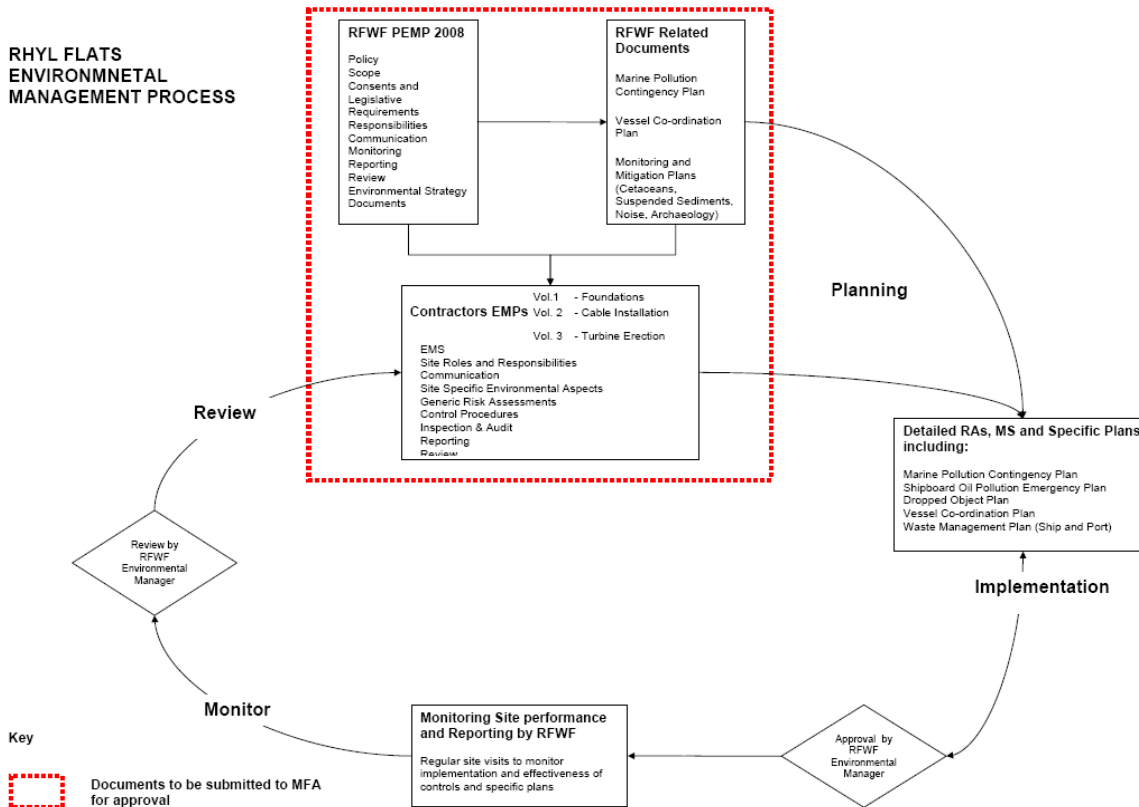 RHYL FLATS
ENVIRONMNETAL
MANAGEMENT PROCESS
RFWF PEMP 2008
Policy
Scope
Consents and
Legislative
Requirements
Responsibilities
Communication
Monitoring
Reporting
Review
Environmental Strategy
Documents
RFWF Related
Documents
Marine Pollution
Contingency Plan
Vessel Co-ordination
Plan
Monitoring and
Mitigation Plans
(Cetaceans,
Suspended Sediments,
Noise, Archaeology)
Contractors EMPs
Vol.1 - Foundations
Vol. 2 - Cable Installation
Vol. 3 - Turbine Erection
EMS
Site Roles and Responsibilities
Communication
Site Specific Environmental Aspects
Generic Risk Assessments
Control Procedures
Inspection & Audit
Reporting
Review
Planning
Detailed RAs, MS and Specific Plans
including:
Marine Pollution Contingency Plan
Shipboard Oil Pollution Emergency Plan
Dropped Object Plan
Vessel Co-ordination Plan
Waste Management Plan (Ship and Port)
Implementation
Approval by
RFWF
Environmental
Manager
Monitoring Site performance
and Reporting by RFWF
Regular site visits to monitor
implementation and effectiveness of
controls and specific plans
Monitor
Review by
RFWF
Environmental
Manager
Review
Key
Documents to be submitted to MFA
for approval